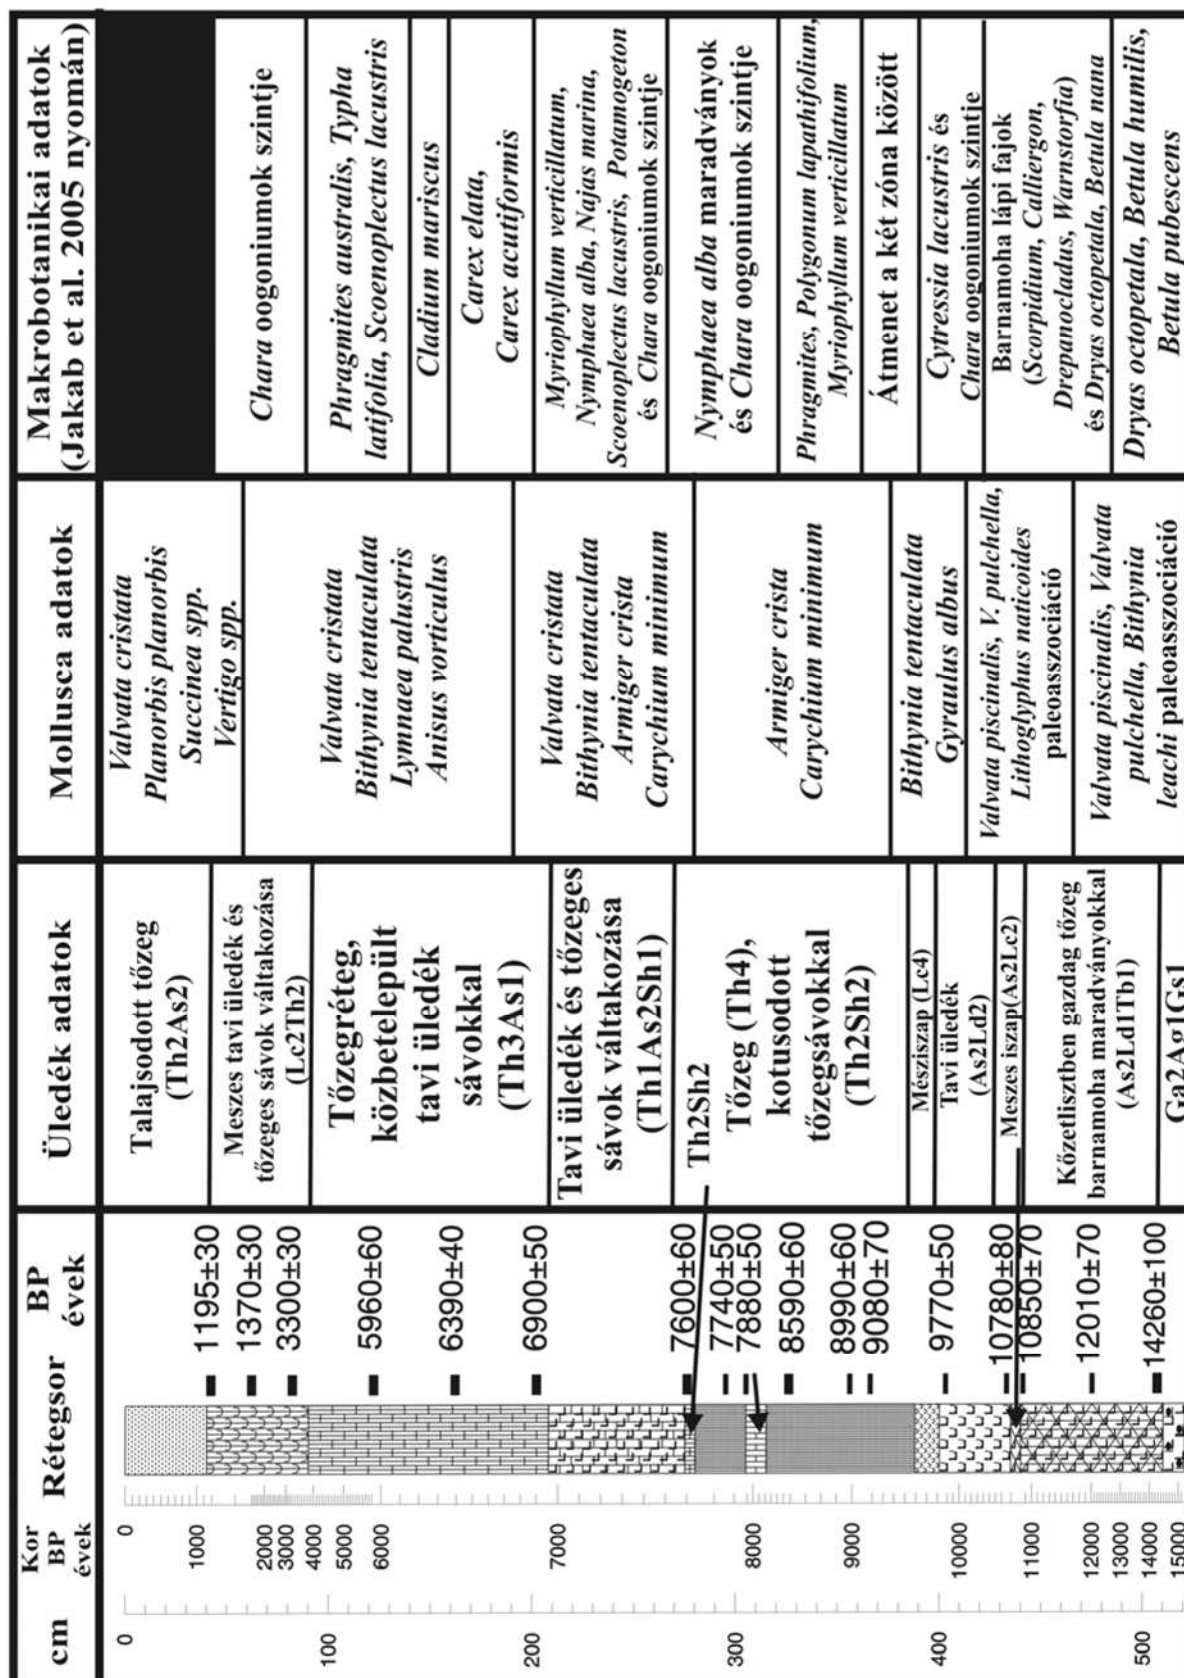 cm
0
100
200
300
400
500
Kor
BP
évek
0
1000
2000
3000
4000
5000
6000
7000
8000
9000
10000
11000
12000
13000
14000
15000
Rétegsor
BP
évek
1195±30
1370±30
3300±30
5960±60
6390±40
6900±50
7600±60
7740±50
7880±50
8590±60
8990±60
9080±70
9770±50
10780±80
10850±70
12010±70
14260±100
Üledék adatok
Talajsodott tőzeg
(Th2As2)
Meszes tavi üledék és
tőzeges sávok váltakozása
(Lc2Th2)
Tőzegréteg,
közbetelepült
tavi üledék
sávokkal
(Th3As1)
Tavi üledék és tőzeges
sávok váltakozása
(Th1As2Sh1)
Th2Sh2
Tőzeg (Th4),
kotusodott
tőzegsávokkal
(Th2Sh2)
Mésziszap (Lc4)
Tavi üledék
(As2Ld2)
Meszes iszap(As2Lc2)
Kőzetlisztben gazdag tőzeg
barnamoha maradványokkal
(As2Ld1Tb1)
Ga2Ag1Gs1
Mollusca adatok
Valvata cristata
Planorbis planorbis
Succinea spp.
Vertigo spp.
Valvata cristata
Bithynia tentaculata
Lymnaea palustris
Anisus vorticulus
Valvata cristata
Bithynia tentaculata
Armiger crista
Carychium minimum
Armiger crista
Carychium minimum
Bithynia tentaculata
Gyraulus albus
Valvata piscinalis, V. pulchella,
Lithoglyphus naticoides
paleoasszociáció
Valvata piscinalis, Valvata
pulchella, Bithynia
leachi paleoasszociáció
Makrobotanikai adatok
(Jakab et al. 2005 nyomán)
Chara oogoniumok szintje
Phragmites australis, Typha
latifolia, Scoenoplectus lacustris
Cladium mariscus
Carex elata,
Carex acutiformis
Myriophyllum verticillatum,
Nymphaea alba, Najas marina,
Scoenoplectus lacustris, Potamogeton
és Chara oogoniumok szintje
Nymphaea alba maradványok
és Chara oogoniumok szintje
Phragmites, Polygonum lapathifolium,
Myriophyllum verticillatum
Átmenet a két zóna között
Cytressia lacustris és
Chara oogoniumok szintje
Barnamoha lápi fajok
(Scorpidium, Calliergon,
Drepanocladus, Warnstorfia)
és Dryas octopetala, Betula nana
Dryas octopetala, Betula humilis,
Betula pubescens